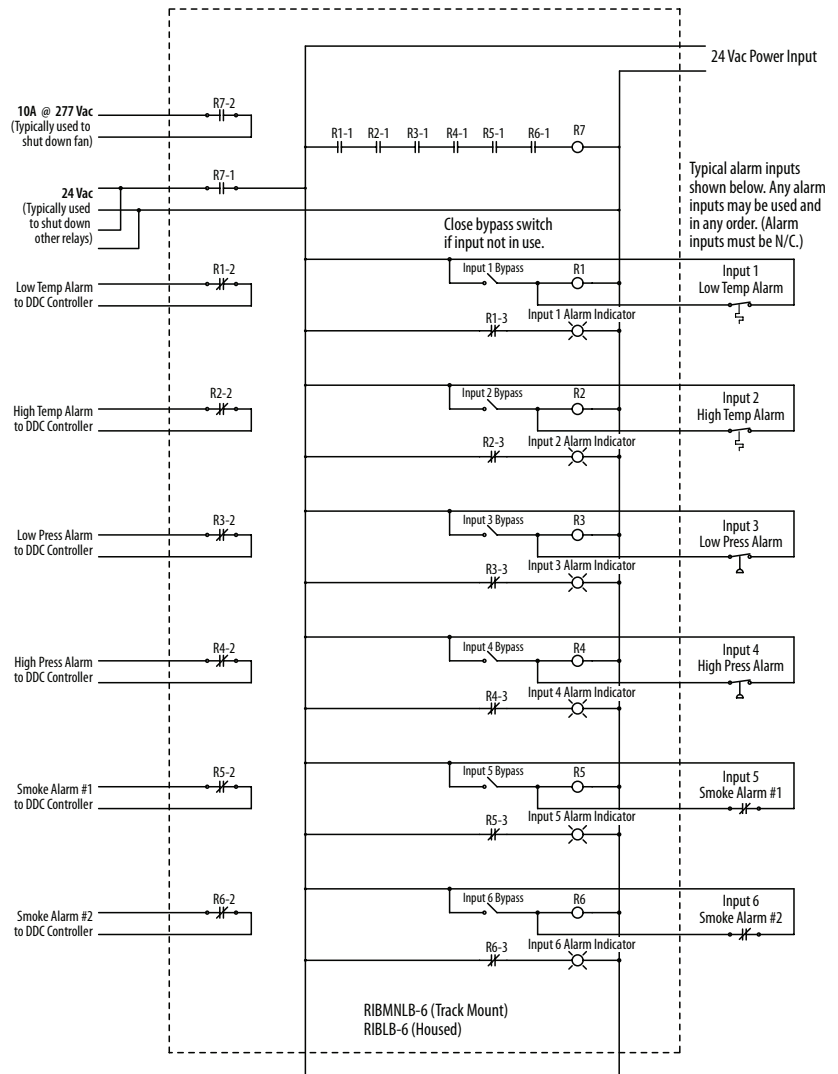 24 Vac Power Input
10A @ 277 Vac
(Typically used to
shut down fan)
R7-2
R1-1 R2-1 R3-1 R4-1 R5-1 R6-1 R7
24 Vac
(Typically used
to shut down
other relays)
R7-1
Typical alarm inputs
shown below. Any alarm
inputs may be used and
in any order. (Alarm
inputs must be N/C.)
Close bypass switch
if input not in use.
Low Temp Alarm
to DDC Controller
R1-2
Input 1 Bypass
R1
Input 1
Low Temp Alarm
R1-3
Input 1 Alarm Indicator
High Temp Alarm
to DDC Controller
R2-2
Input 2 Bypass
R2
Input 2
High Temp Alarm
R2-3
Input 2 Alarm Indicator
Low Press Alarm
to DDC Controller
R3-2
Input 3 Bypass
R3
Input 3
Low Press Alarm
R3-3
Input 3 Alarm Indicator
High Press Alarm
to DDC Controller
R4-2
Input 4 Bypass
R4
Input 4
High Press Alarm
R4-3
Input 4 Alarm Indicator
Smoke Alarm #1
to DDC Controller
R5-2
Input 5 Bypass
R5
Input 5
Smoke Alarm #1
R5-3
Input 5 Alarm Indicator
Smoke Alarm #2
to DDC Controller
R6-2
Input 6 Bypass
R6
Input 6
Smoke Alarm #2
R6-3
Input 6 Alarm Indicator
RIBMNLB-6 (Track Mount)
RIBLB-6 (Housed)